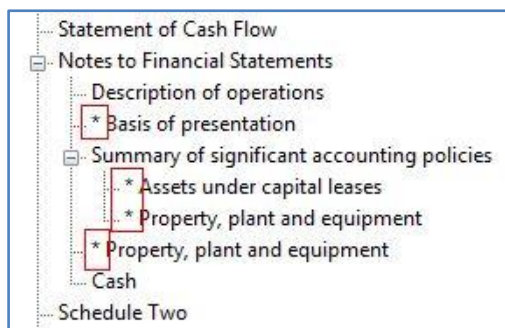 Statement of Cash Flow
Notes to Financial Statements
Description of operations
* Basis of presentation
Summary of significant accounting policies
* Assets under capital leases
* Property, plant and equipment
* Property, plant and equipment
Cash
Schedule Two